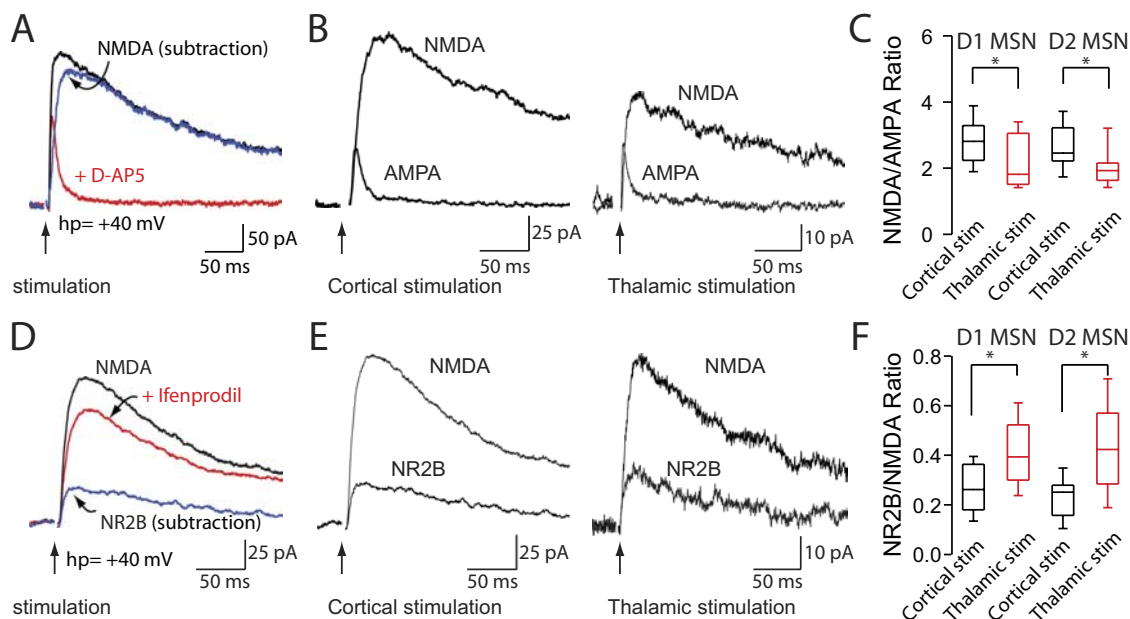 A
NMDA (subtraction)
+ D-AP5
hp= +40 mV
50 pA
50 ms
stimulation
B
NMDA
AMPA
25 pA
50 ms
Cortical stimulation
NMDA
AMPA
10 pA
50 ms
Thalamic stimulation
C
D1 MSN D2 MSN
* *
NMDA/AMPA Ratio
6
4
2
0
Cortical stim
Thalamic stim
Cortical stim
Thalamic stim
D
NMDA
+ Ifenprodil
NR2B (subtraction)
hp= +40 mV
25 pA
50 ms
stimulation
E
NMDA
NR2B
25 pA
50 ms
Cortical stimulation
NMDA
NR2B
10 pA
50 ms
Thalamic stimulation
F
D1 MSN D2 MSN
* *
NR2B/NMDA Ratio
0.8
0.6
0.4
0.2
0.0
Cortical stim
Thalamic stim
Cortical stim
Thalamic stim